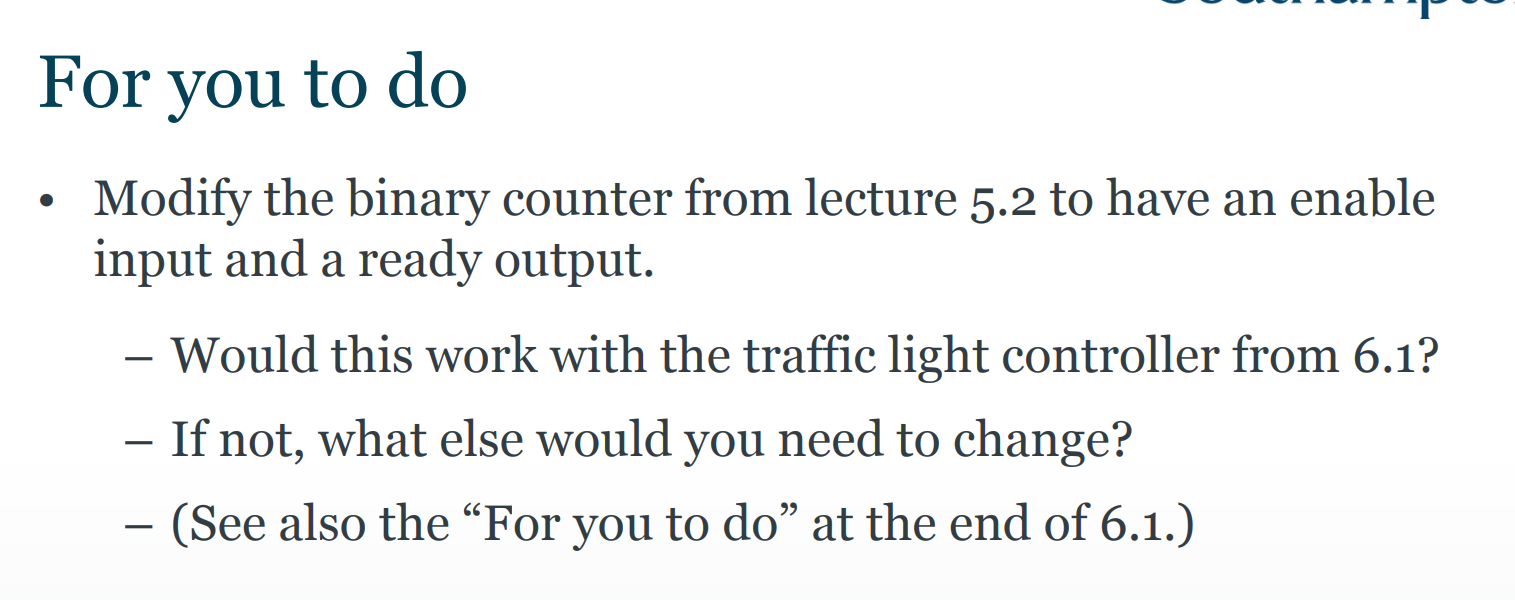 For you to do
• Modify the binary counter from lecture 5.2 to have an enable
input and a ready output.
– Would this work with the traffic light controller from 6.1?
– If not, what else would you need to change?
– (See also the “For you to do” at the end of 6.1.)